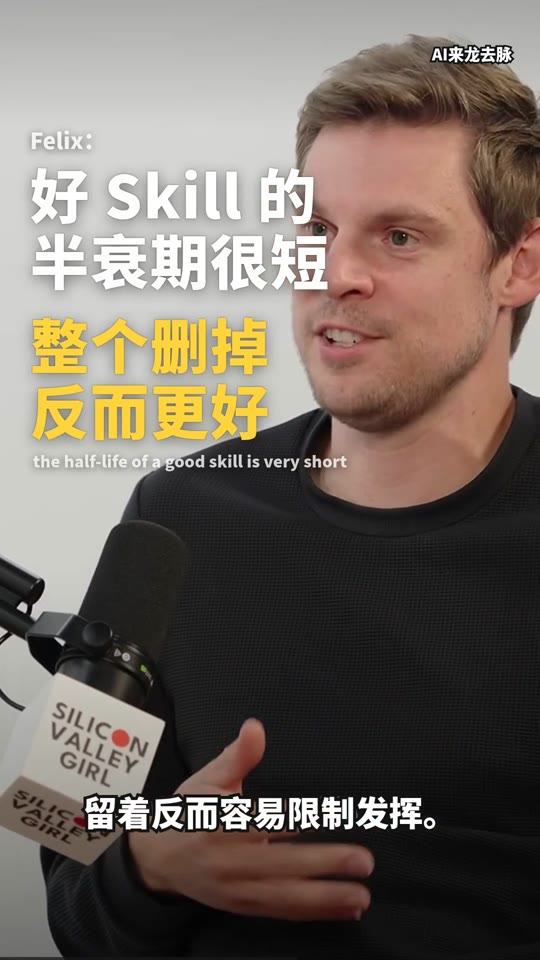 AI来龙去脉
Felix：
好 Skill 的
半衰期很短
整个删掉
反而更好
the half-life of a good skill is very short
SILICON
VALLEY
GIRL
SILICON
VALLEY
GIRL
留着反而容易限制发挥。